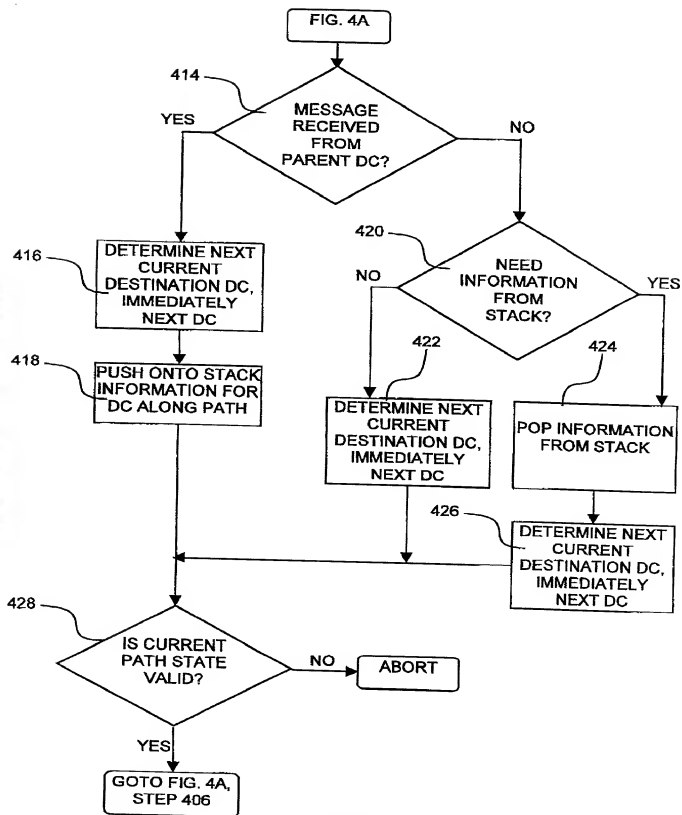 FIG. 4A
414
MESSAGE
RECEIVED
FROM
PARENT DC?
YES
NO
416
DETERMINE NEXT
CURRENT
DESTINATION DC,
IMMEDIATELY
NEXT DC
420
NEED
INFORMATION
FROM
STACK?
NO
YES
418
PUSH ONTO STACK
INFORMATION FOR
DC ALONG PATH
422
DETERMINE NEXT
CURRENT
DESTINATION DC,
IMMEDIATELY
NEXT DC
424
POP INFORMATION
FROM STACK
426
DETERMINE NEXT
CURRENT
DESTINATION DC,
IMMEDIATELY
NEXT DC
428
IS CURRENT
PATH STATE
VALID?
NO
ABORT
YES
GOTO FIG. 4A,
STEP 406